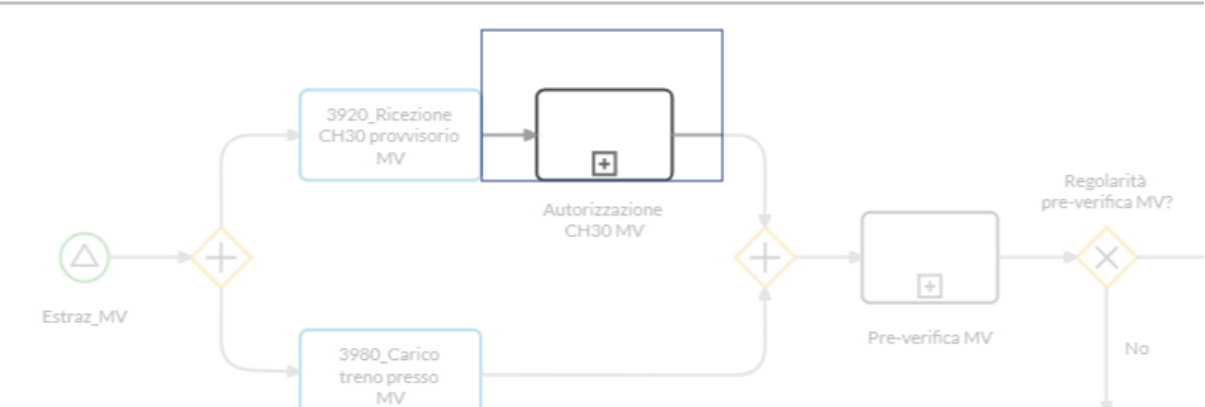 3920_Ricezione
CH30 provvisorio
MV
Autorizzazione
CH30 MV
Regolarità
pre-verifica MV?
Estraz_MV
Pre-verifica MV
No
3980_Carico
treno presso
MV